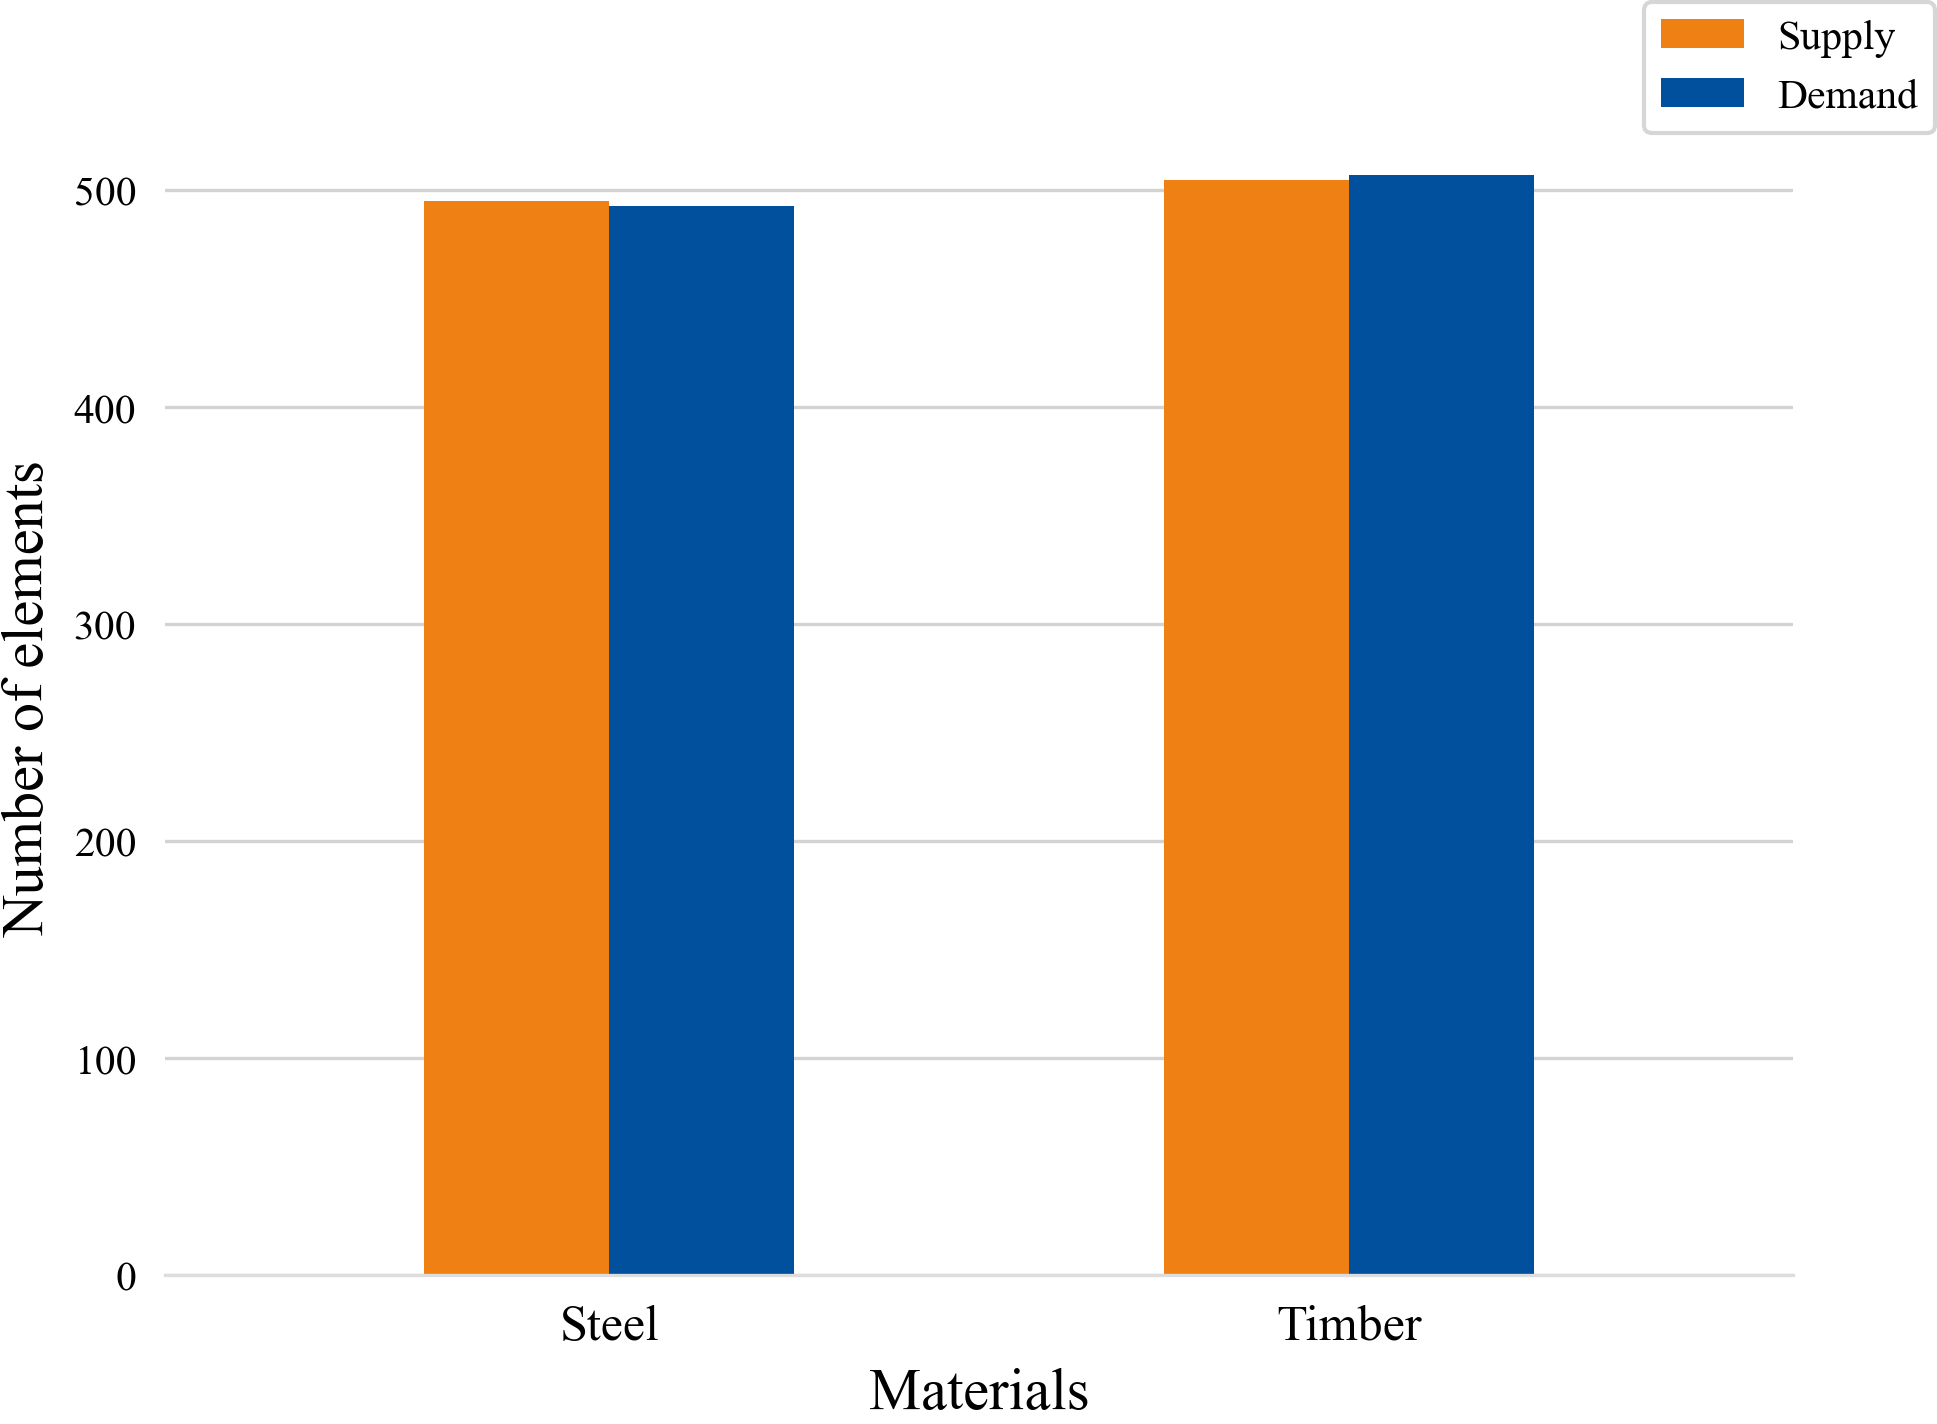 Supply
Demand
500
400
300
200
100
0
Number of elements
Steel
Timber
Materials